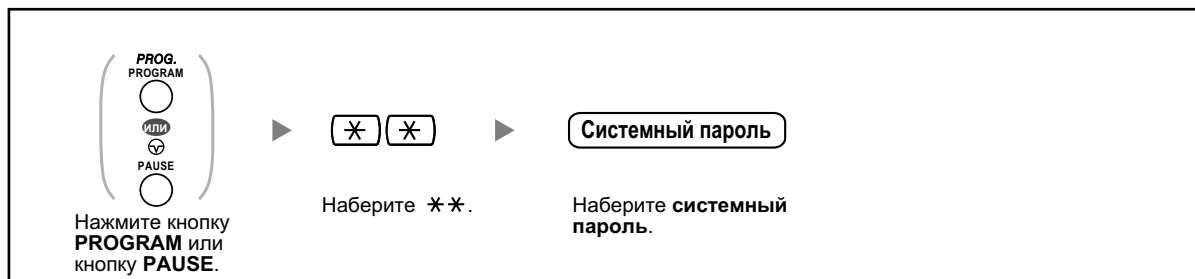 PROG.
PROGRAM
или
PAUSE
Нажмите кнопку
PROGRAM или
кнопку PAUSE.
✳✳
Наберите ✳✳.
Системный пароль
Наберите системный
пароль.